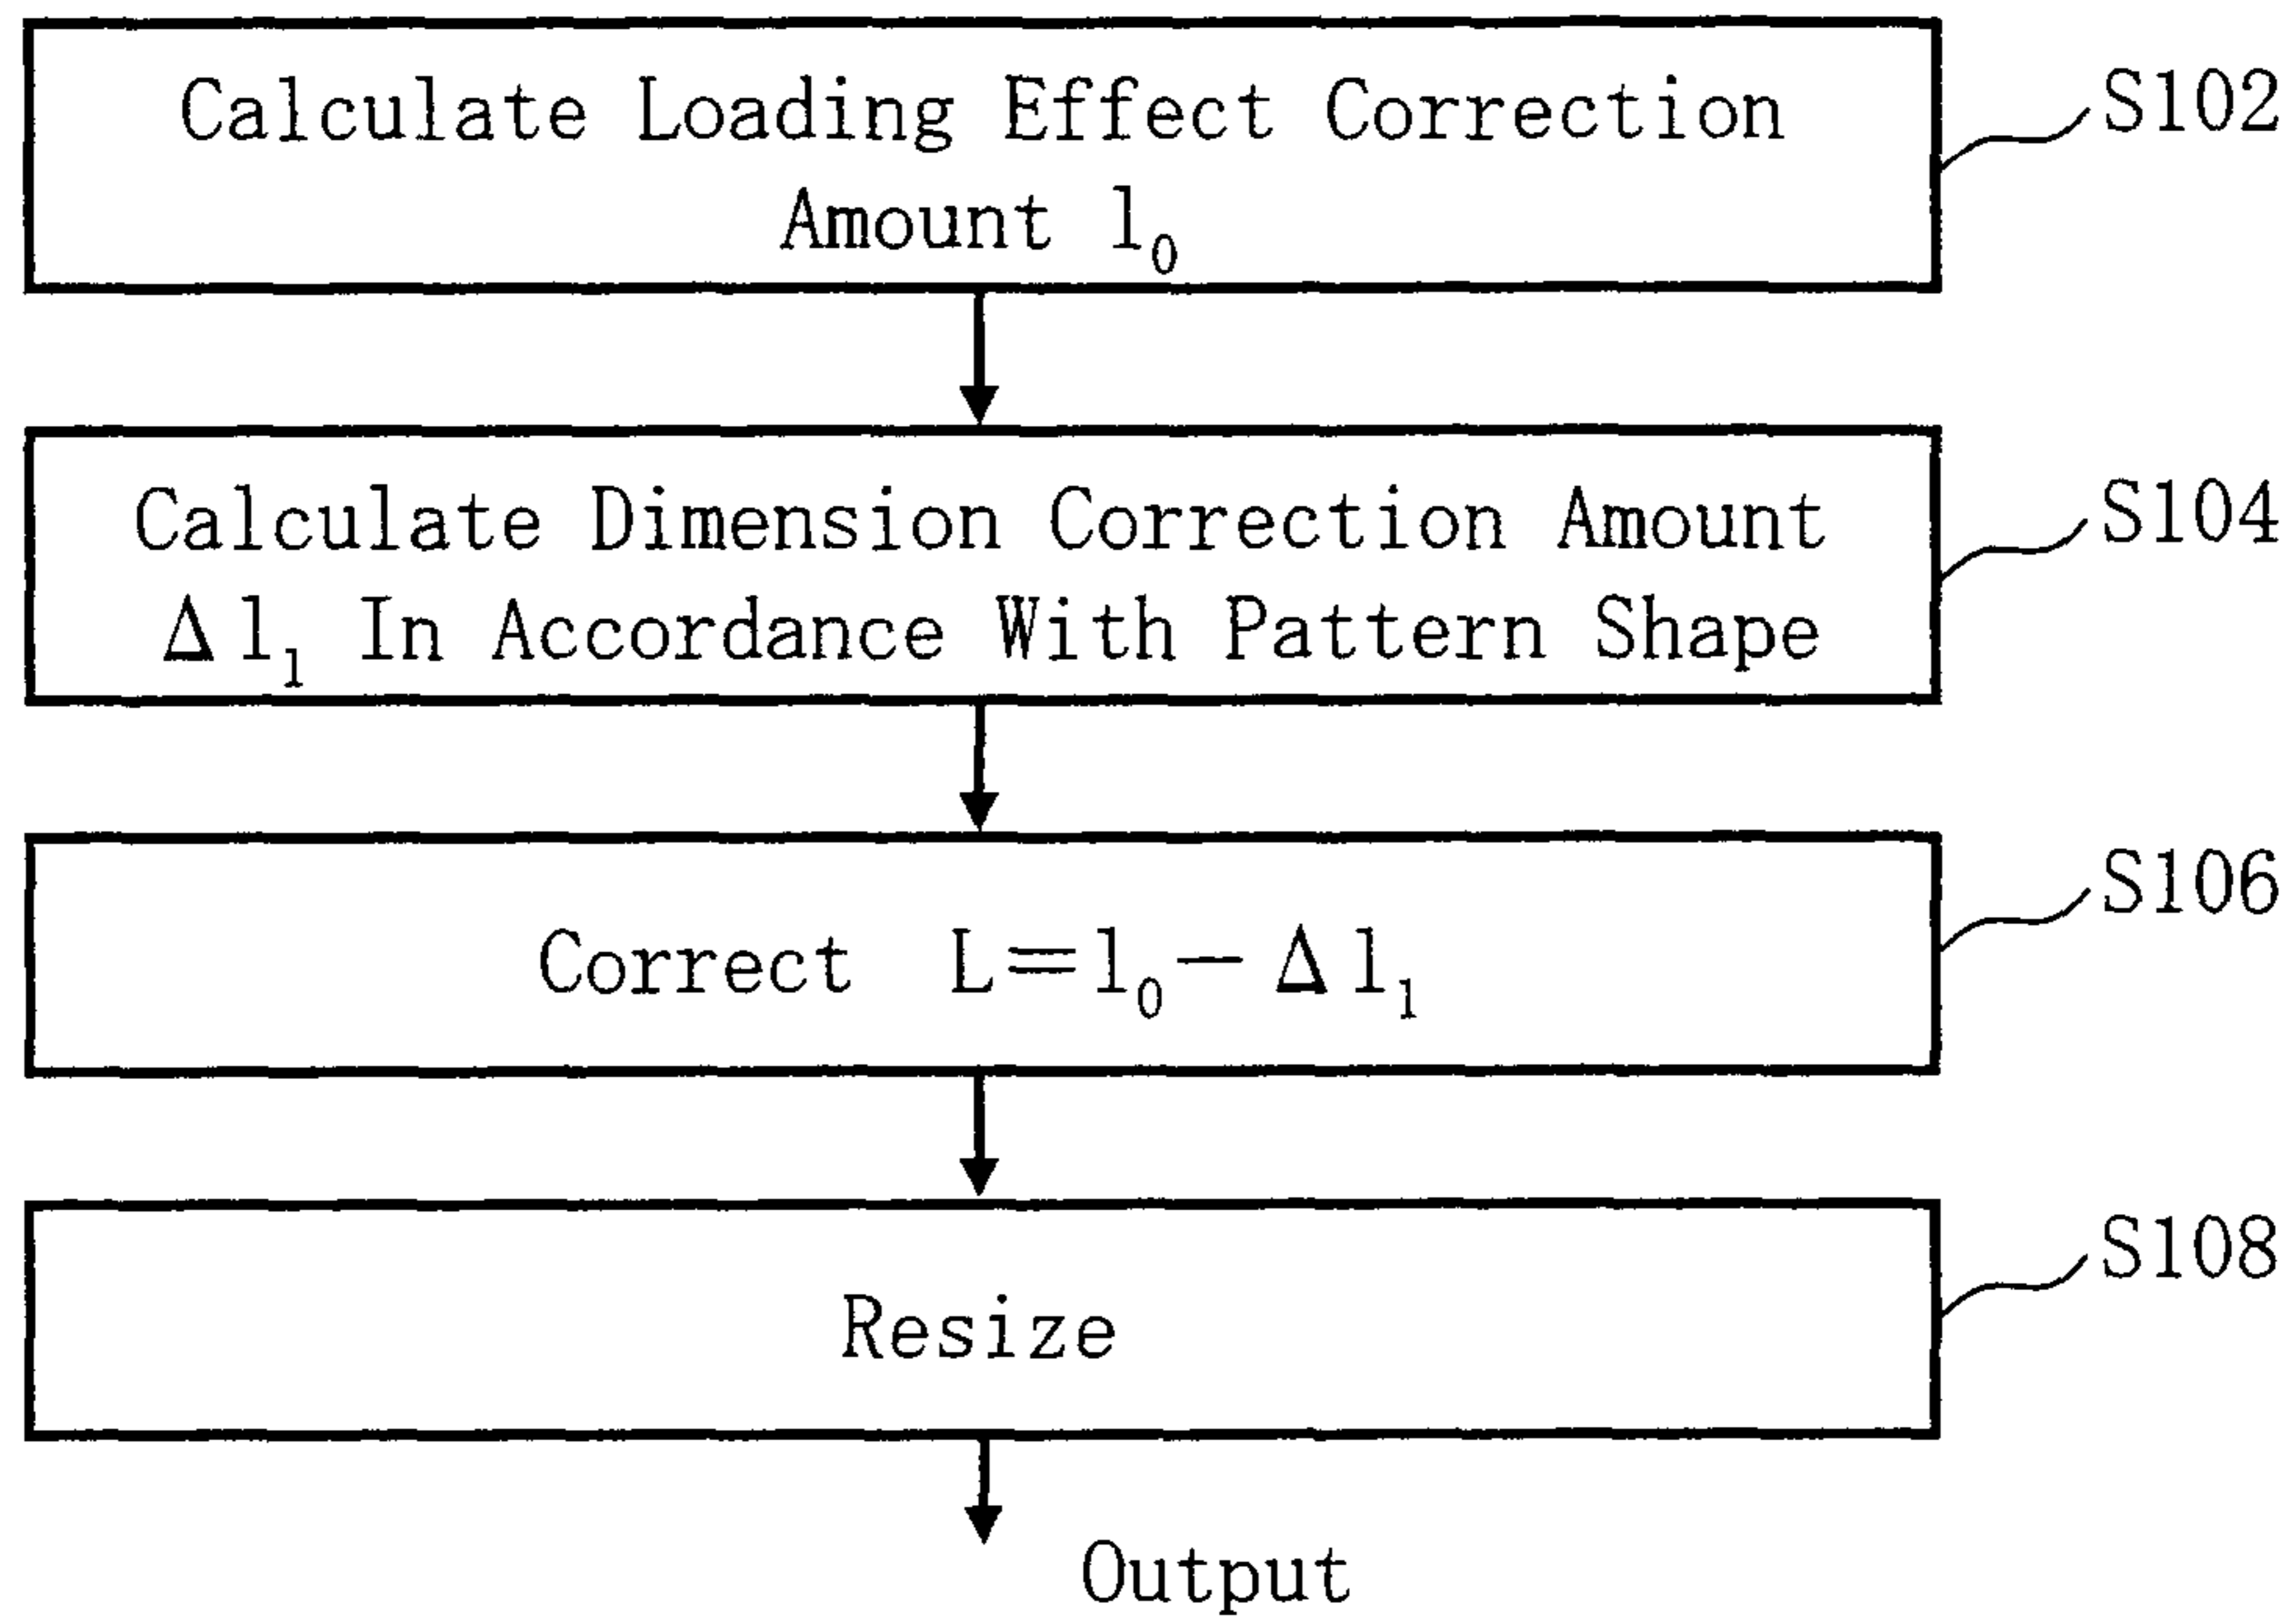 Calculate Loading Effect Correction
Amount l₀
S102
Calculate Dimension Correction Amount
Δl₁ In Accordance With Pattern Shape
S104
Correct L=l₀−Δl₁
S106
Resize
S108
Output